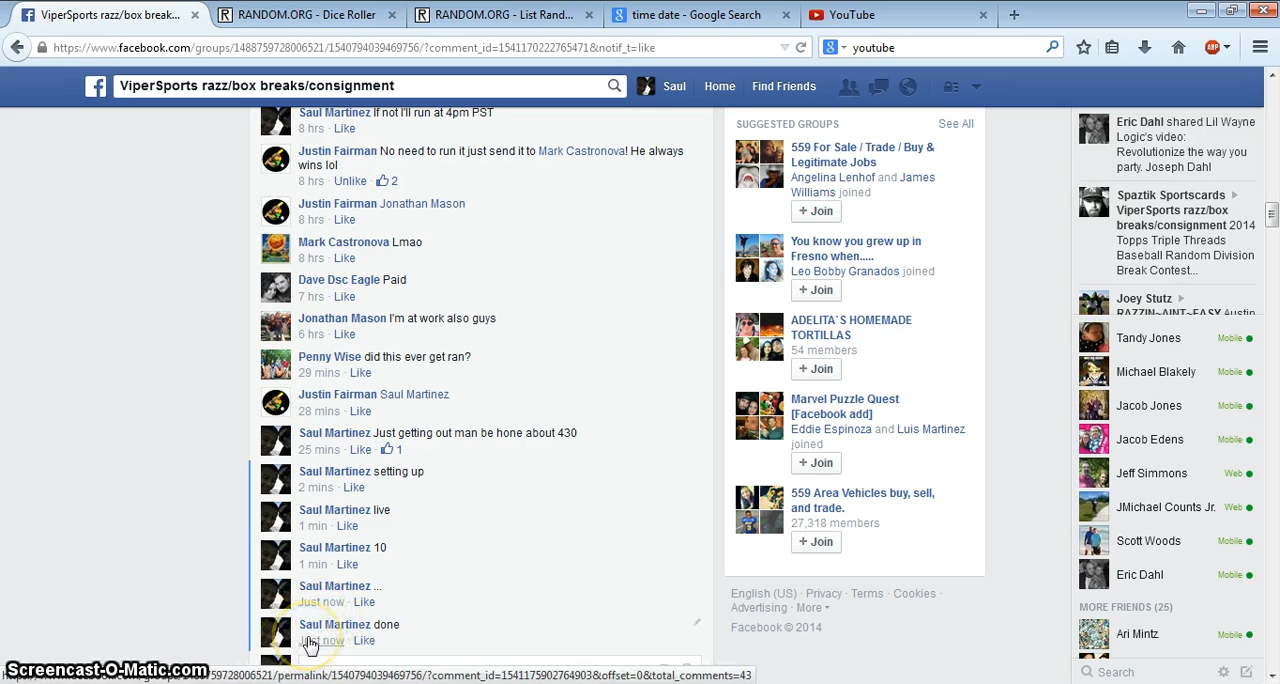 ViperSports razz/box break...
RANDOM.ORG - Dice Roller
RANDOM.ORG - List Rand...
time date - Google Search
YouTube
https://www.facebook.com/groups/1488759728006521/1540794039469756/?comment_id=1541170222765471&notif_t=like
youtube
ABP
ViperSports razz/box breaks/consignment
Saul
Home
Find Friends
Saul Martinez If not I'll run at 4pm PST
8 hrs · Like
Justin Fairman No need to run it just send it to Mark Castronova! He always
wins lol
8 hrs · Unlike · 2
Justin Fairman Jonathan Mason
8 hrs · Like
Mark Castronova Lmao
8 hrs · Like
Dave Dsc Eagle Paid
7 hrs · Like
Jonathan Mason I'm at work also guys
6 hrs · Like
Penny Wise did this ever get ran?
29 mins · Like
Justin Fairman Saul Martinez
28 mins · Like
Saul Martinez Just getting out man be hone about 430
25 mins · Like · 1
Saul Martinez setting up
2 mins · Like
Saul Martinez live
1 min · Like
Saul Martinez 10
1 min · Like
Saul Martinez ...
Just now · Like
Saul Martinez done
Just now · Like
SUGGESTED GROUPS
See All
559 For Sale / Trade / Buy &
Legitimate Jobs
Angelina Lenhof and James
Williams joined
+ Join
You know you grew up in
Fresno when.....
Leo Bobby Granados joined
+ Join
ADELITA`S HOMEMADE
TORTILLAS
54 members
+ Join
Marvel Puzzle Quest
[Facebook add]
Eddie Espinoza and Luis Martinez
joined
+ Join
559 Area Vehicles buy, sell,
and trade.
27,318 members
+ Join
English (US) · Privacy · Terms · Cookies ·
Advertising · More
Facebook © 2014
Eric Dahl shared Lil Wayne
Logic's video:
Revolutionize the way you
party. Joseph Dahl
Spaztik Sportscards
ViperSports razz/box
breaks/consignment 2014
Topps Triple Threads
Baseball Random Division
Break Contest...
Joey Stutz
RAZZIN~AINT~EASY Austin
Tandy Jones
Mobile
Michael Blakely
Mobile
Jacob Jones
Mobile
Jacob Edens
Mobile
Jeff Simmons
Web
JMichael Counts Jr.
Web
Scott Woods
Mobile
Eric Dahl
Mobile
MORE FRIENDS (25)
Ari Mintz
Mobile
Search
Screencast-O-Matic.com
/permalink/1540794039469756/?comment_id=1541175902764903&offset=0&total_comments=43